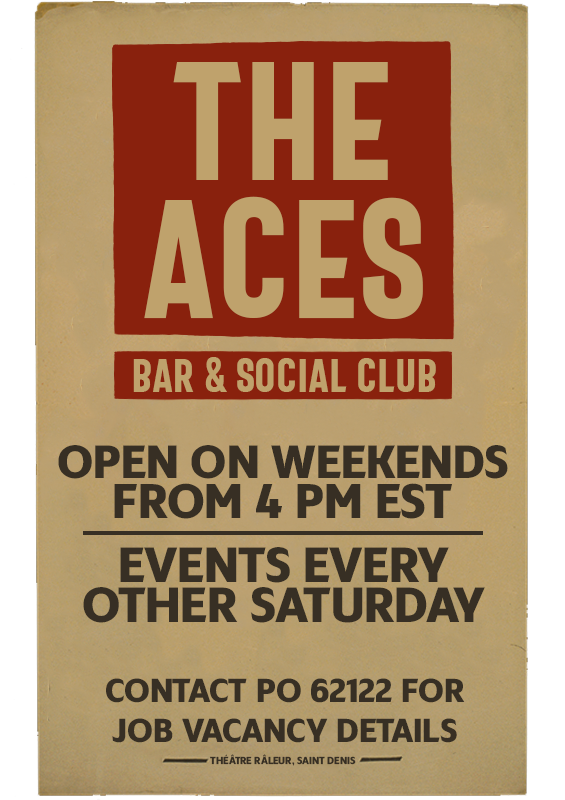 THE
ACES
BAR & SOCIAL CLUB
OPEN ON WEEKENDS
FROM 4 PM EST
EVENTS EVERY
OTHER SATURDAY
CONTACT PO 62122 FOR
JOB VACANCY DETAILS
THÉÂTRE RÂLEUR, SAINT DENIS